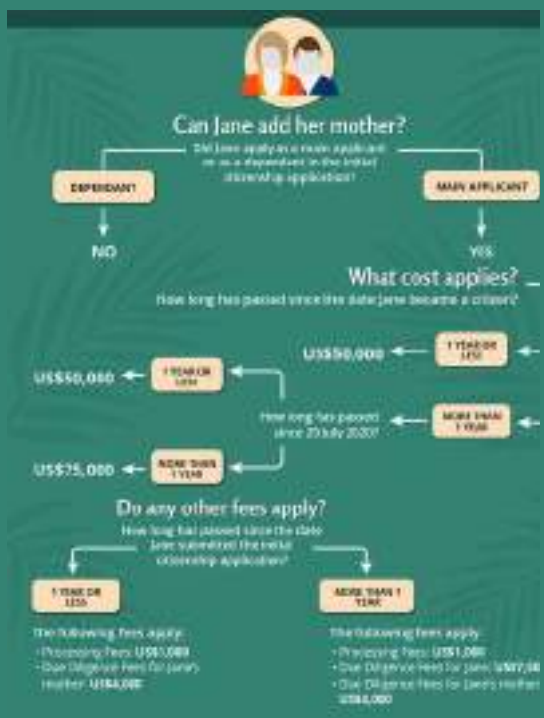 Can Jane add her mother?
Did Jane apply as a main applicant
or as a dependant in the initial
citizenship application?
DEPENDANT
MAIN APPLICANT
NO
YES
What cost applies?
How long has passed since the date Jane became a citizen?
1 YEAR OR
LESS
US$50,000
1 YEAR OR
LESS
US$50,000
How long has passed
since 20 July 2020?
MORE THAN
1 YEAR
MORE THAN
1 YEAR
US$75,000
Do any other fees apply?
How long has passed since the date
Jane submitted the initial
citizenship application?
1 YEAR OR
LESS
MORE THAN 1
YEAR
The following fees apply:
• Processing Fees: US$1,000
• Due Diligence Fees for Jane's
mother: US$4,000
The following fees apply:
• Processing Fees: US$1,000
• Due Diligence Fees for Jane:
• Due Diligence Fees for Jane's mother
US$4,000